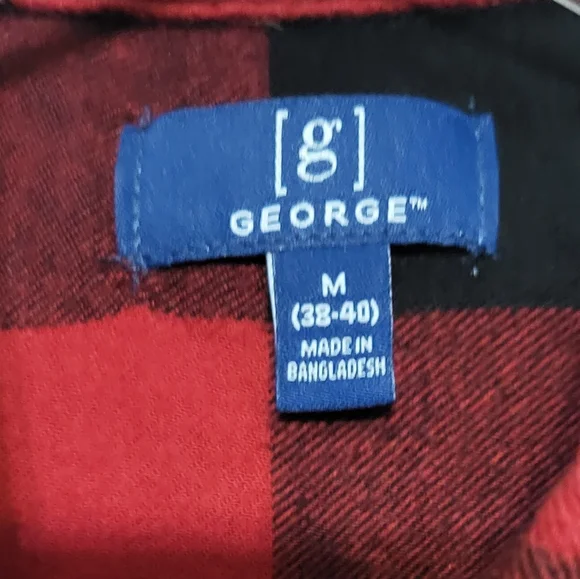 [g]
GEORGE™
M
(38-40)
MADE IN
BANGLADESH